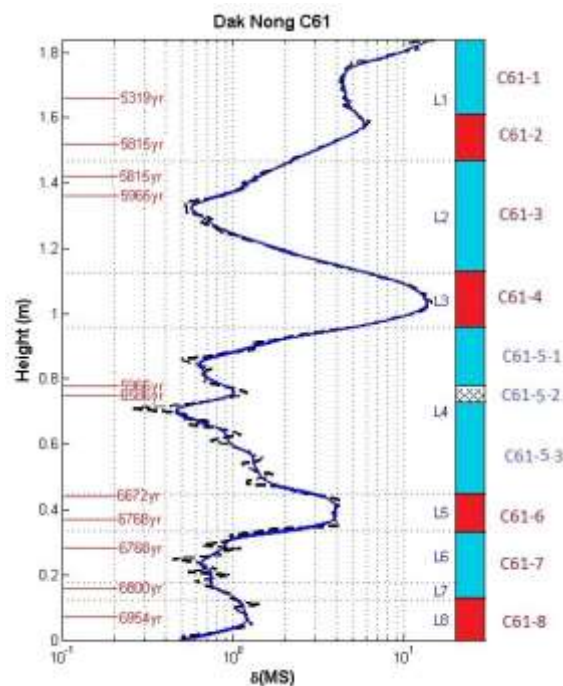 Dak Nong C61
1.8
1.6
1.4
1.2
1
0.8
0.6
0.4
0.2
0
Height (m)
5319yr
5815yr
5815yr
5966yr
5966yr
6672yr
6768yr
6768yr
6800yr
6954yr
L1
L2
L3
L4
L5
L6
L7
L8
C61-1
C61-2
C61-3
C61-4
C61-5-1
C61-5-2
C61-5-3
C61-6
C61-7
C61-8
10⁻¹
10⁰
10¹
δ(MS)